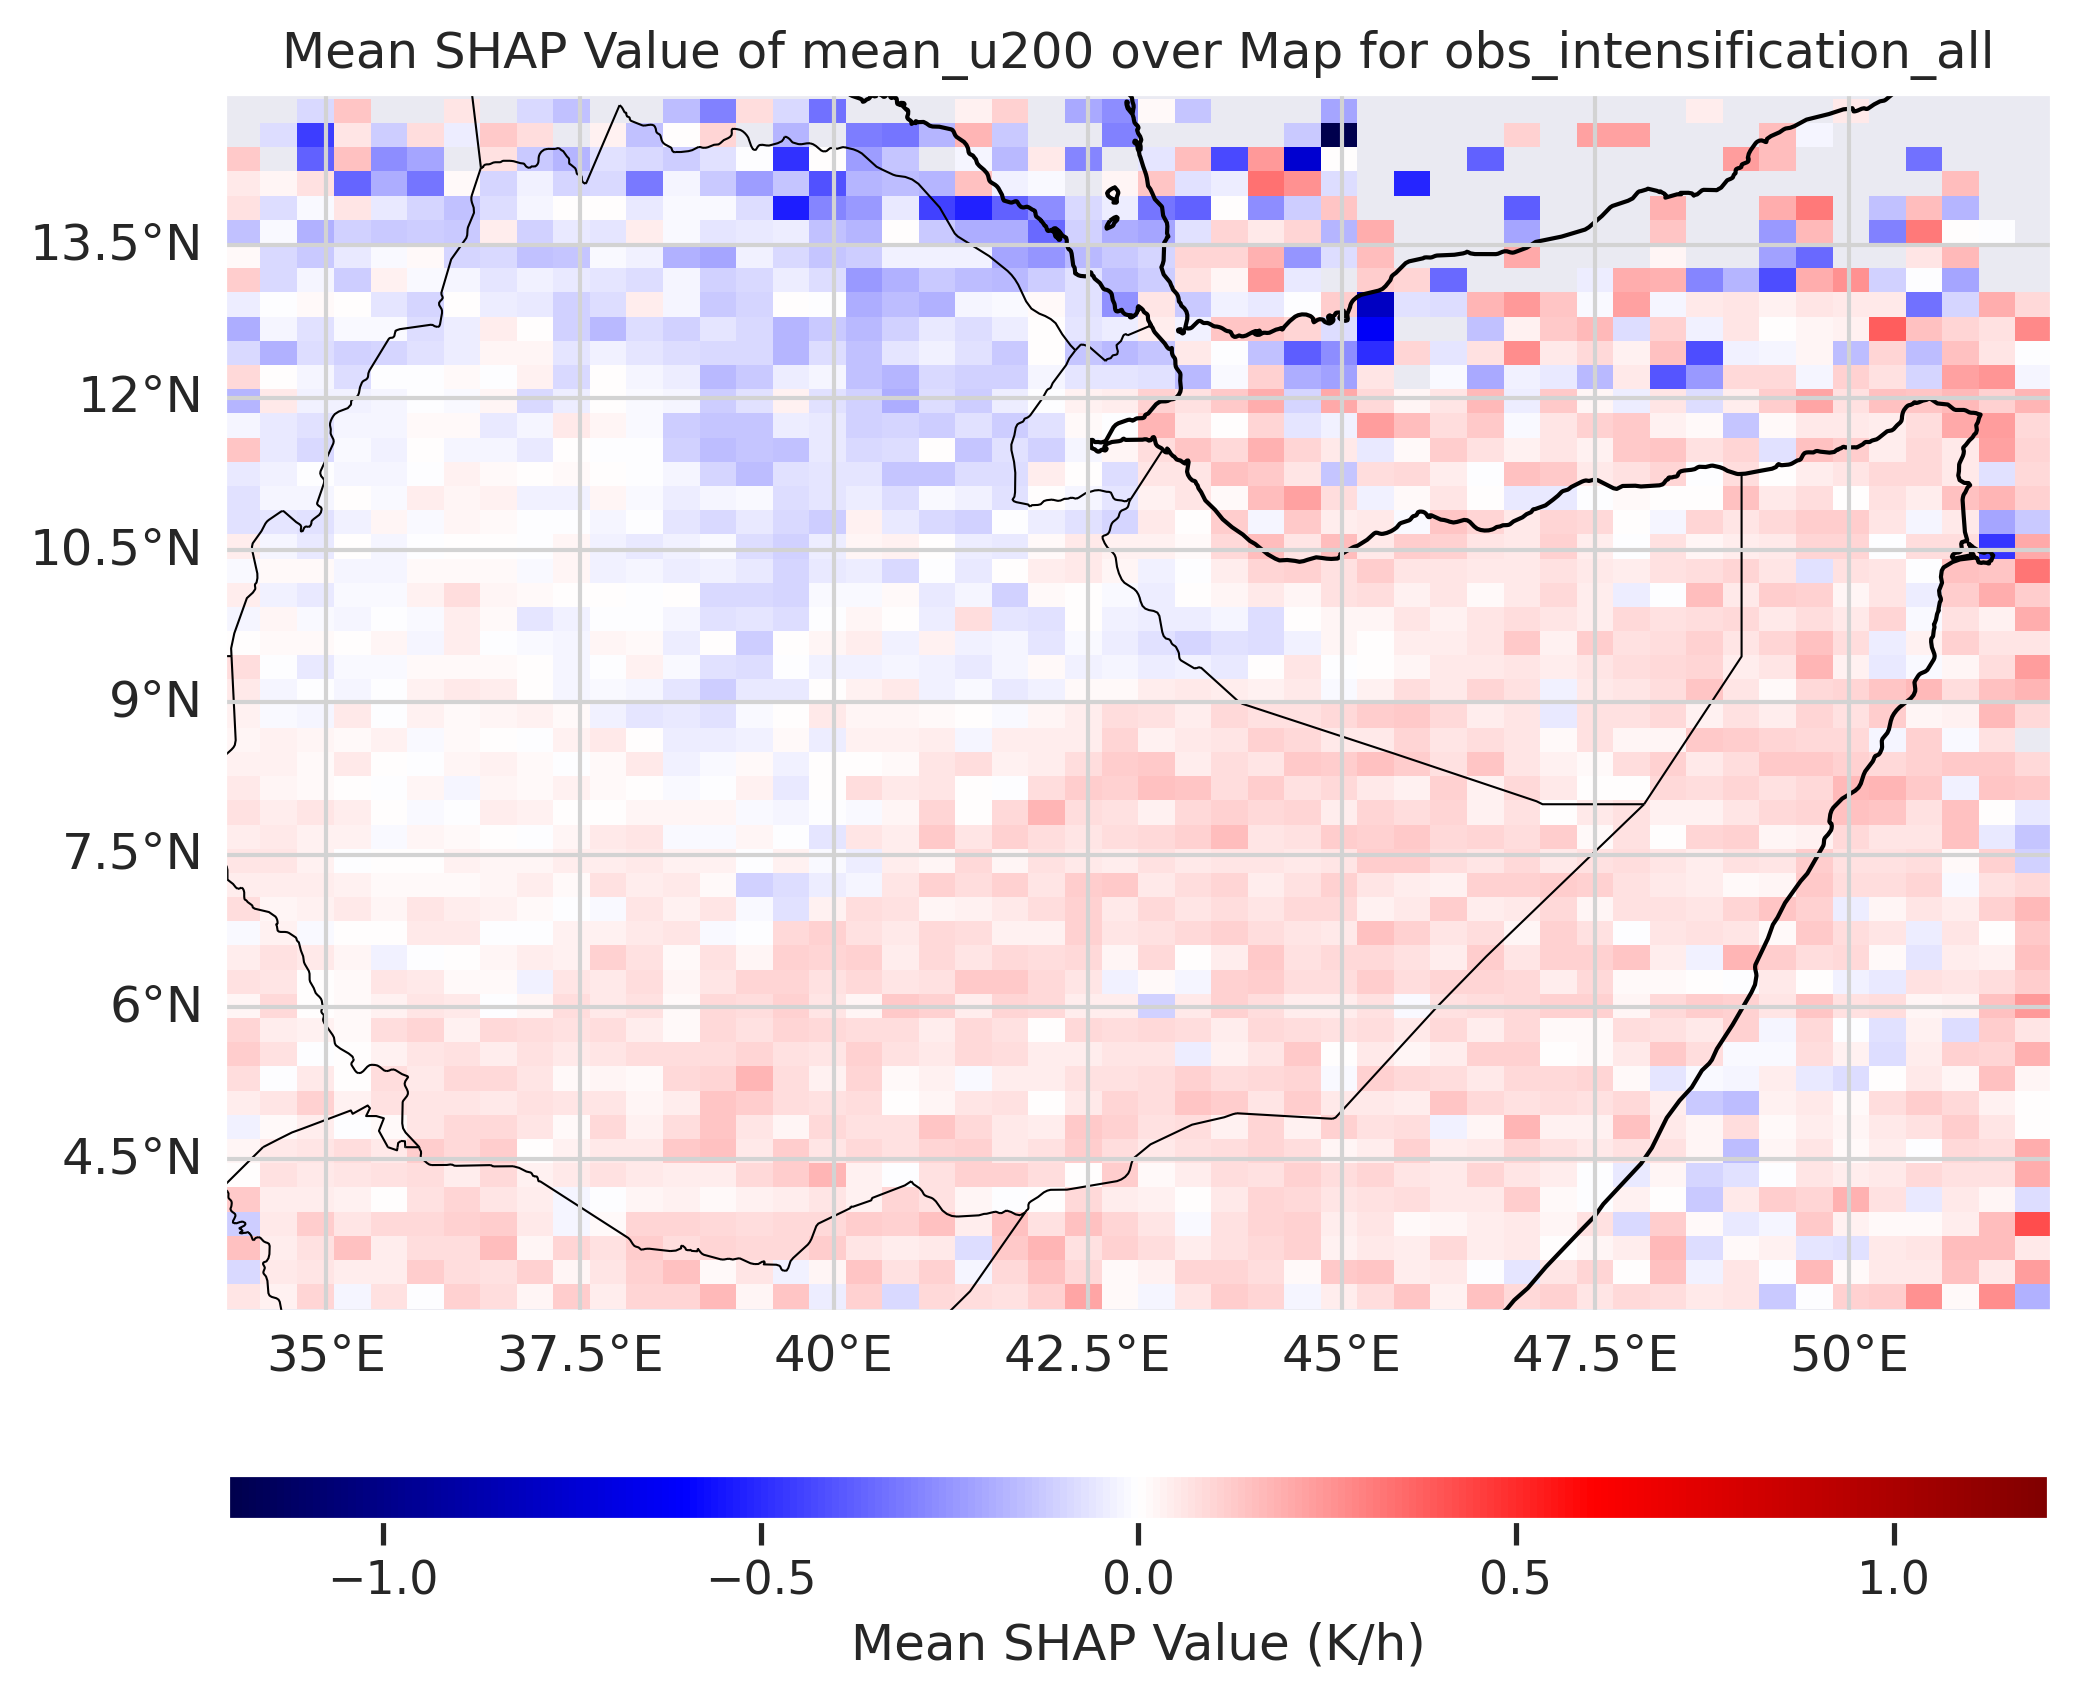 Mean SHAP Value of mean_u200 over Map for obs_intensification_all
13.5°N
12°N
10.5°N
9°N
7.5°N
6°N
4.5°N
35°E 37.5°E 40°E 42.5°E 45°E 47.5°E 50°E
−1.0 −0.5 0.0 0.5 1.0
Mean SHAP Value (K/h)